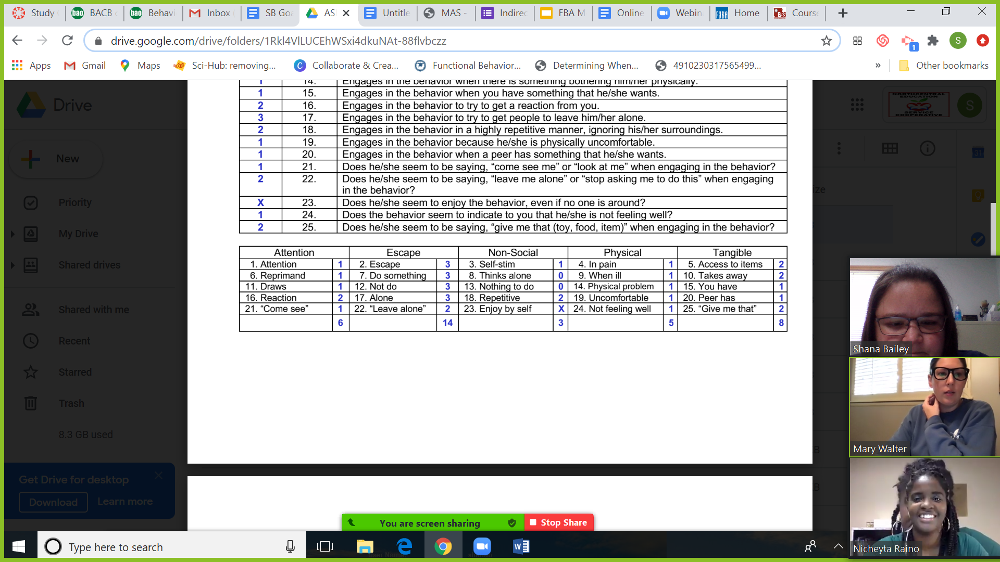 Study
BACB
Behavi
Inbox
SB Goa
AS
Untitle
MAS -
Indirec
FBA M
Online
Webin
Home
Cours
drive.google.com/drive/folders/1Rkl4VlLUCEhWSxi4dkuNAt-88flvbczz
S
1
Apps
Gmail
Maps
Sci-Hub: removing...
Collaborate & Crea...
Functional Behavior...
Determining When...
4910230317565499...
» Other bookmarks
Drive
NORTHCENTRAL
EDUCATION
SERVICE
COOPERATIVE
S
New
Priority
My Drive
Shared drives
Shared with me
Recent
Starred
Trash
8.3 GB used
Get Drive for desktop
Download Learn more
1 14. Engages in the behavior when there is something bothering him/her physically.
1 15. Engages in the behavior when you have something that he/she wants.
2 16. Engages in the behavior to try to get a reaction from you.
3 17. Engages in the behavior to try to get people to leave him/her alone.
2 18. Engages in the behavior in a highly repetitive manner, ignoring his/her surroundings.
1 19. Engages in the behavior because he/she is physically uncomfortable.
1 20. Engages in the behavior when a peer has something that he/she wants.
1 21. Does he/she seem to be saying, “come see me” or “look at me” when engaging in the behavior?
2 22. Does he/she seem to be saying, “leave me alone” or “stop asking me to do this” when engaging
in the behavior?
X 23. Does he/she seem to enjoy the behavior, even if no one is around?
1 24. Does the behavior seem to indicate to you that he/she is not feeling well?
2 25. Does he/she seem to be saying, “give me that (toy, food, item)” when engaging in the behavior?
Attention Escape Non-Social Physical Tangible
1. Attention 1 2. Escape 3 3. Self-stim 1 4. In pain 1 5. Access to items 2
6. Reprimand 1 7. Do something 3 8. Thinks alone 0 9. When ill 1 10. Takes away 2
11. Draws 1 12. Not do 3 13. Nothing to do 0 14. Physical problem 1 15. You have 1
16. Reaction 2 17. Alone 3 18. Repetitive 2 19. Uncomfortable 1 20. Peer has 1
21. “Come see” 1 22. “Leave alone” 2 23. Enjoy by self X 24. Not feeling well 1 25. “Give me that” 2
6 14 3 5 8
ize
31
Shana Bailey
Mary Walter
Nicheyta Raino
You are screen sharing
Stop Share
Type here to search